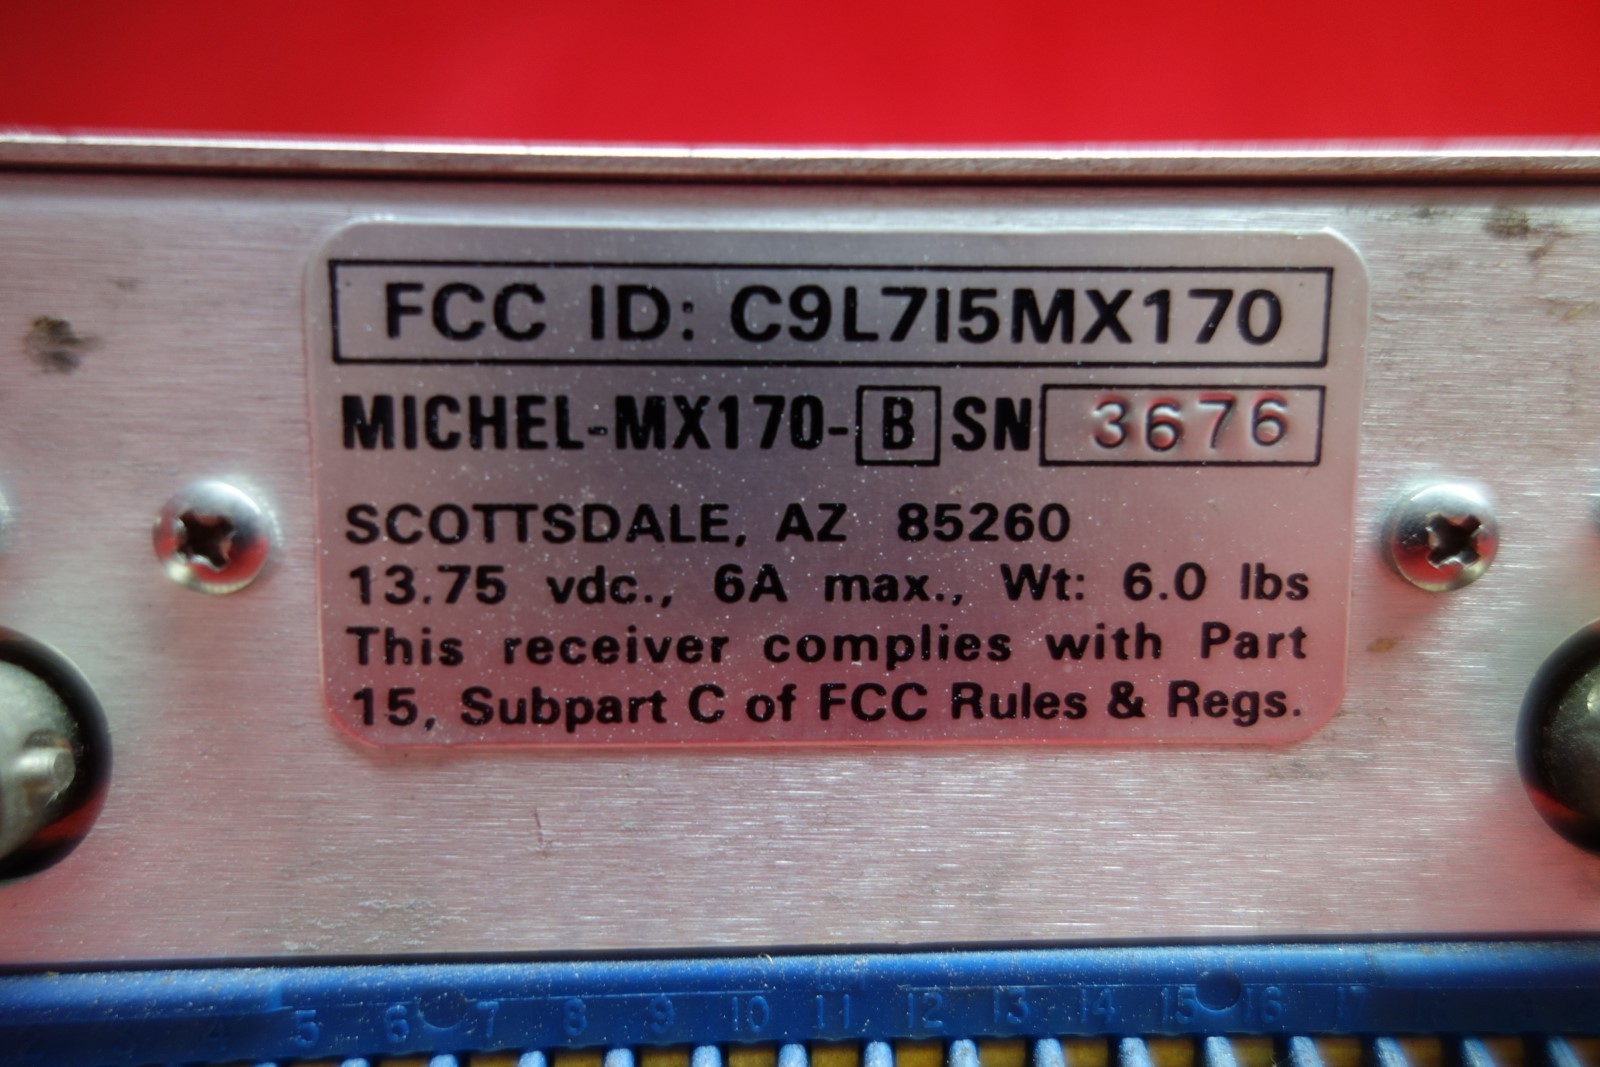 FCC ID: C9L7I5MX170
MICHEL-MX170-B SN 3676
SCOTTSDALE, AZ 85260
13.75 vdc., 6A max., Wt: 6.0 lbs
This receiver complies with Part
15, Subpart C of FCC Rules & Regs.
5 6 7 8 9 10 11 12 13 14 15 16 17